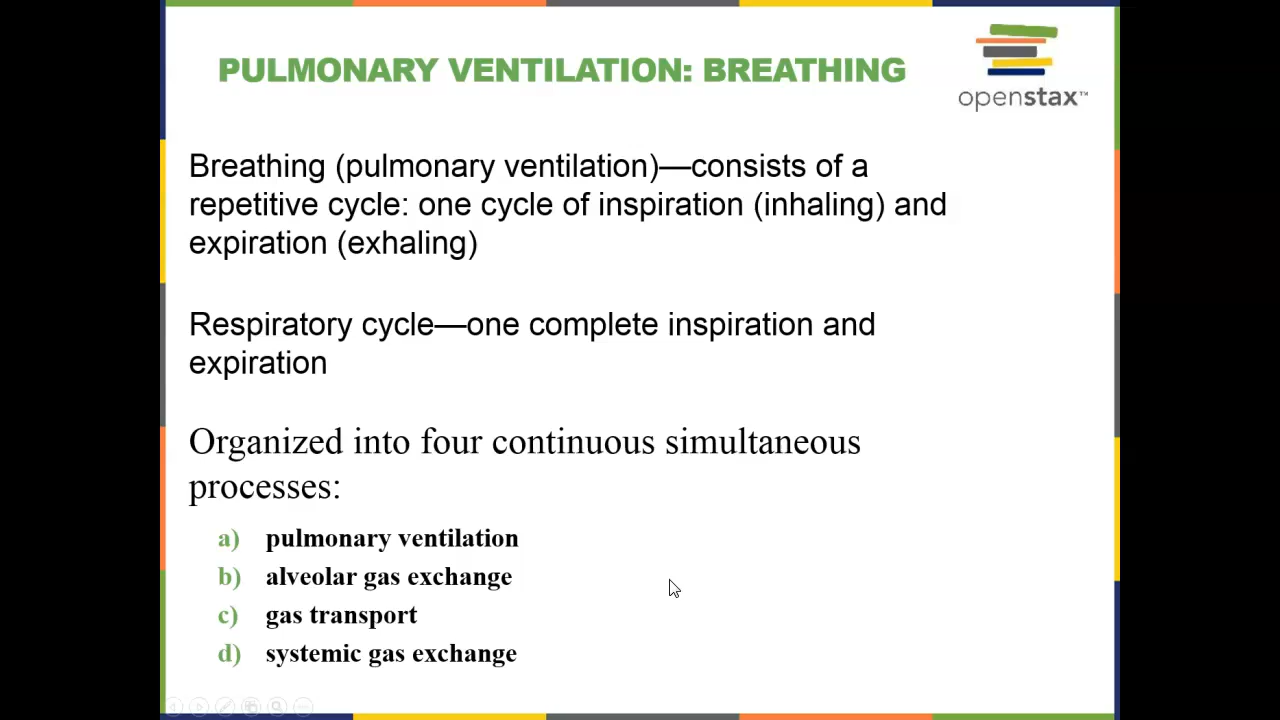 PULMONARY VENTILATION: BREATHING
openstax™
Breathing (pulmonary ventilation)—consists of a
repetitive cycle: one cycle of inspiration (inhaling) and
expiration (exhaling)
Respiratory cycle—one complete inspiration and
expiration
Organized into four continuous simultaneous
processes:
a) pulmonary ventilation
b) alveolar gas exchange
c) gas transport
d) systemic gas exchange